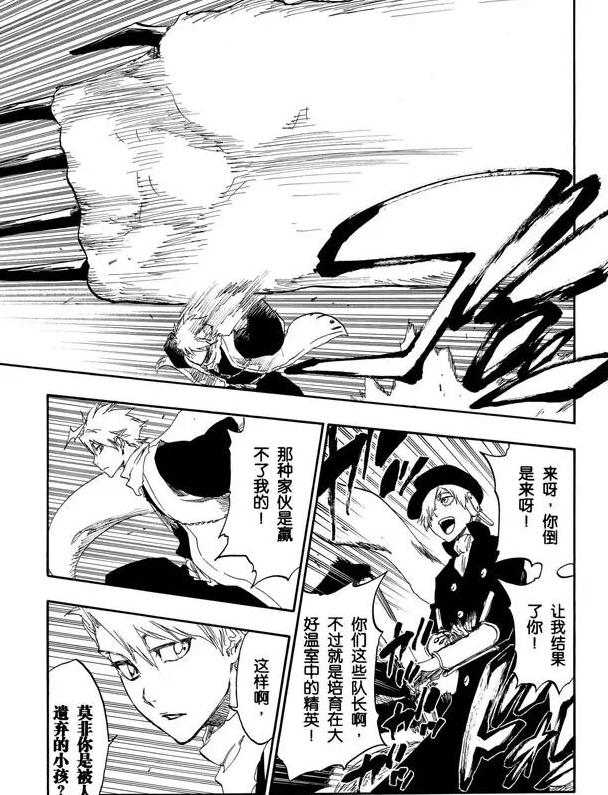 来呀，你倒
是来呀！
让我结果
了你！
你们这些队长啊，
不过就是培育在大
好温室中的精英！
那种家伙是赢
不了我的！
这样啊，
莫非你是被人
遗弃的小孩？